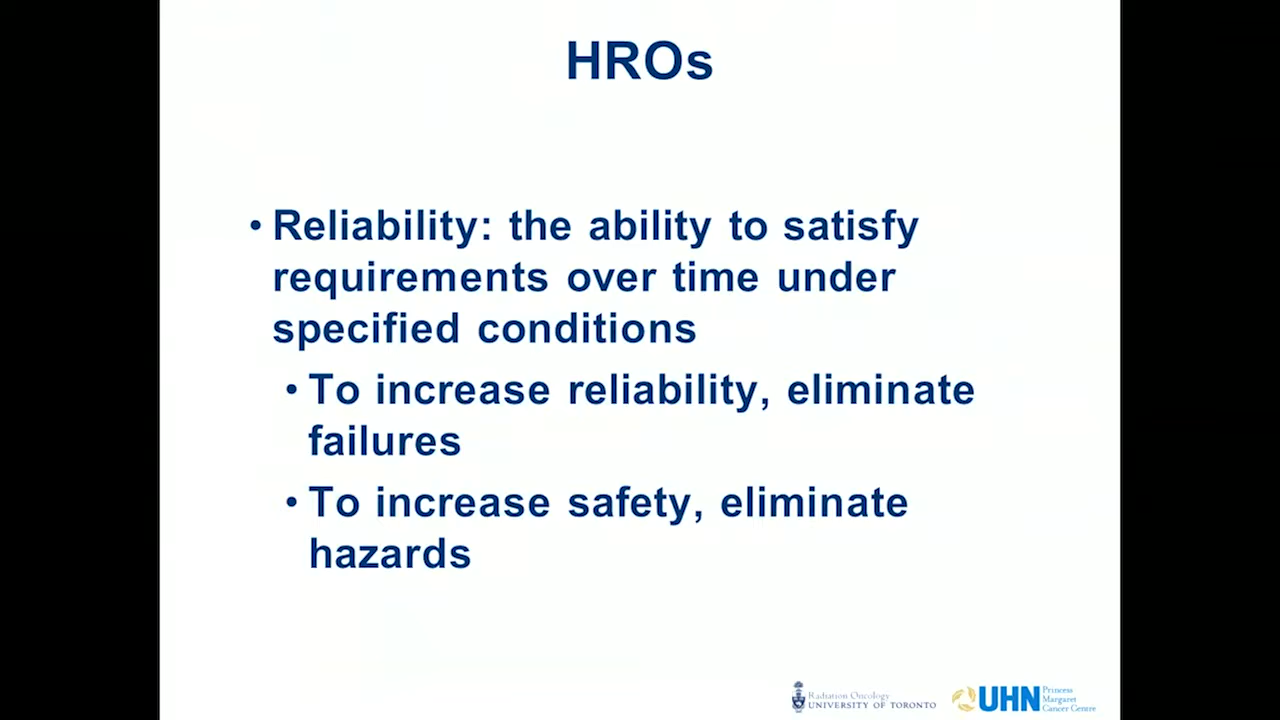 HROs
• Reliability: the ability to satisfy
requirements over time under
specified conditions
• To increase reliability, eliminate
failures
• To increase safety, eliminate
hazards
Radiation Oncology
UNIVERSITY OF TORONTO
UHN
Princess
Margaret
Cancer Centre